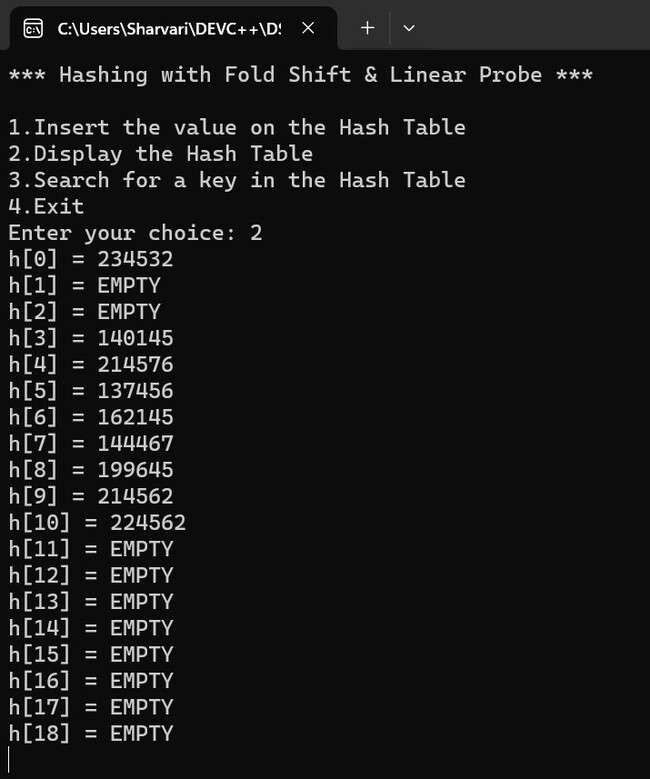 C:\Users\Sharvari\DEVC++\DS
*** Hashing with Fold Shift & Linear Probe ***
1.Insert the value on the Hash Table
2.Display the Hash Table
3.Search for a key in the Hash Table
4.Exit
Enter your choice: 2
h[0] = 234532
h[1] = EMPTY
h[2] = EMPTY
h[3] = 140145
h[4] = 214576
h[5] = 137456
h[6] = 162145
h[7] = 144467
h[8] = 199645
h[9] = 214562
h[10] = 224562
h[11] = EMPTY
h[12] = EMPTY
h[13] = EMPTY
h[14] = EMPTY
h[15] = EMPTY
h[16] = EMPTY
h[17] = EMPTY
h[18] = EMPTY